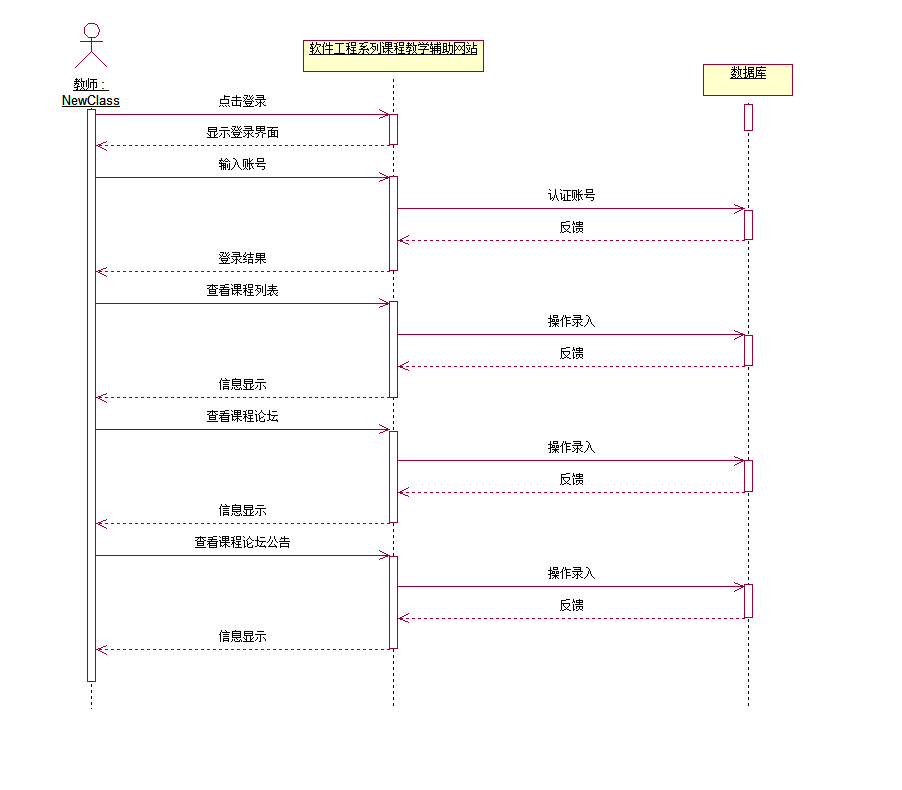 软件工程系列课程教学辅助网站
数据库
教师：
NewClass
点击登录
显示登录界面
输入账号
认证账号
反馈
登录结果
查看课程列表
操作录入
反馈
信息显示
查看课程论坛
操作录入
反馈
信息显示
查看课程论坛公告
操作录入
反馈
信息显示